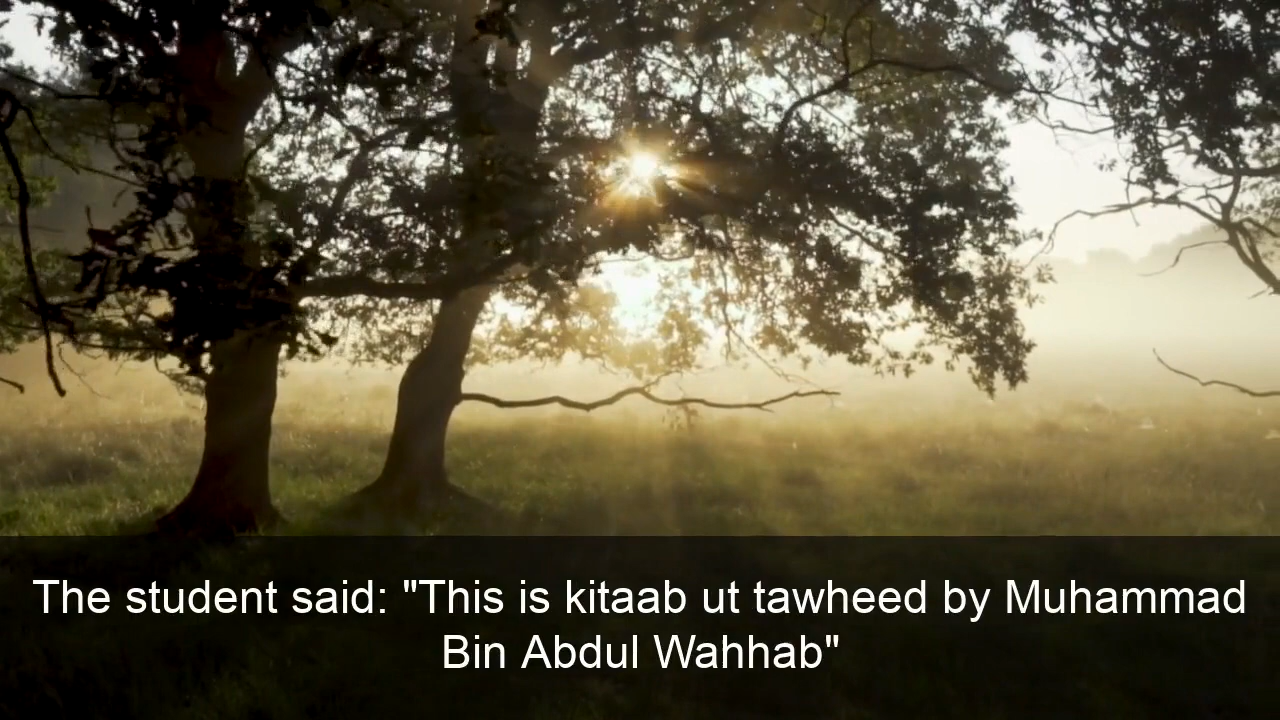 The student said: "This is kitaab ut tawheed by Muhammad
Bin Abdul Wahhab"